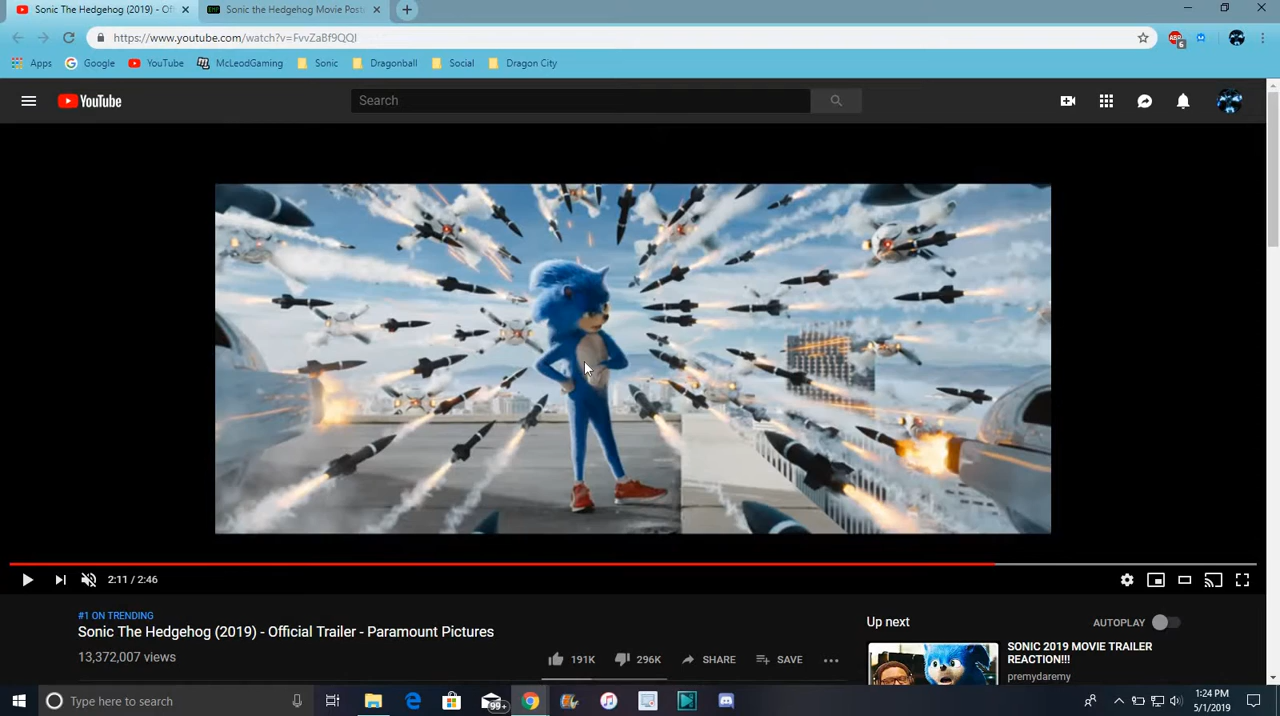 Sonic The Hedgehog (2019) - Offi
Sonic the Hedgehog Movie Post
https://www.youtube.com/watch?v=FvvZaBf9QQI
6
Apps
Google
YouTube
McLeodGaming
Sonic
Dragonball
Social
Dragon City
YouTube
Search
2:11 / 2:46
#1 ON TRENDING
Sonic The Hedgehog (2019) - Official Trailer - Paramount Pictures
13,372,007 views
191K
296K
SHARE
SAVE
Up next
AUTOPLAY
SONIC 2019 MOVIE TRAILER
REACTION!!!
premydaremy
Type here to search
99+
1:24 PM
5/1/2019